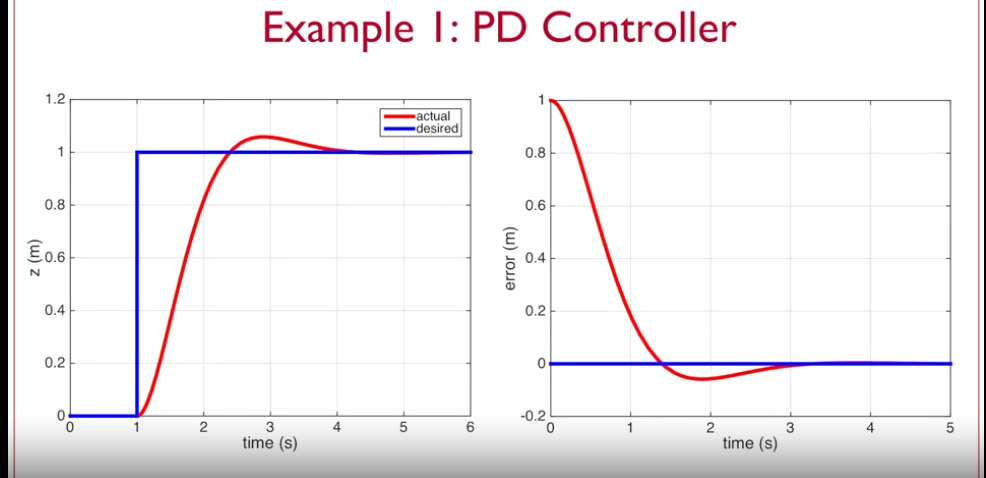 Example 1: PD Controller
1.2
1
0.8
0.6
0.4
0.2
0
z (m)
actual
desired
0 1 2 3 4 5 6
time (s)
1
0.8
0.6
0.4
0.2
0
-0.2
error (m)
0 1 2 3 4 5
time (s)